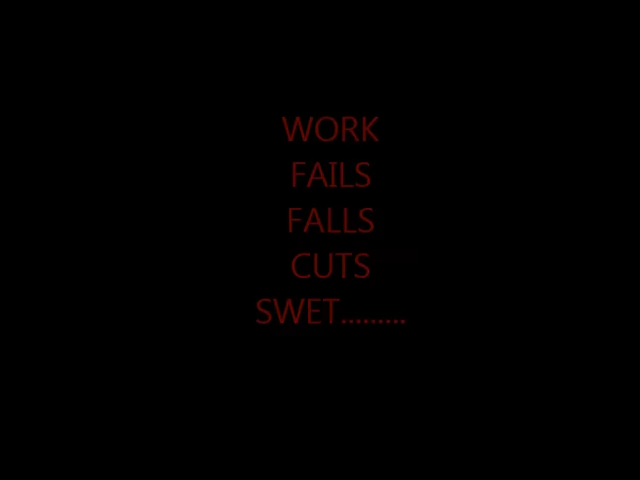 WORK
FAILS
FALLS
CUTS
SWET.........